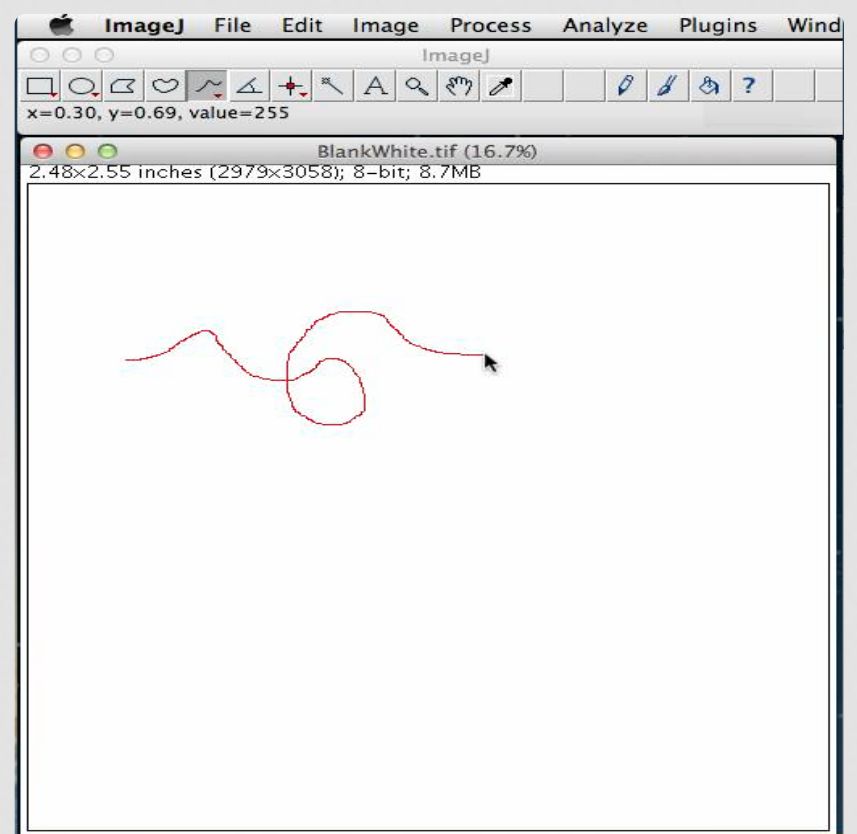 ImageJ File Edit Image Process Analyze Plugins Wind
ImageJ
A ?
x=0.30, y=0.69, value=255
BlankWhite.tif (16.7%)
2.48x2.55 inches (2979x3058); 8-bit; 8.7MB